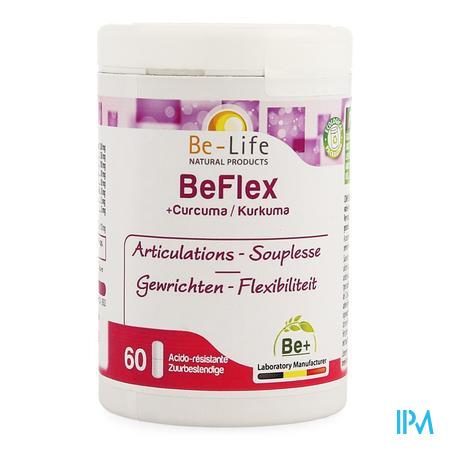 Be-Life
NATURAL PRODUCTS
BeFlex
+Curcuma / Kurkuma
Articulations - Souplesse
Gewrichten - Flexibiliteit
60
Acido-résistante
Zuurbestendige
Be+
Laboratory Manufacturer
IPM